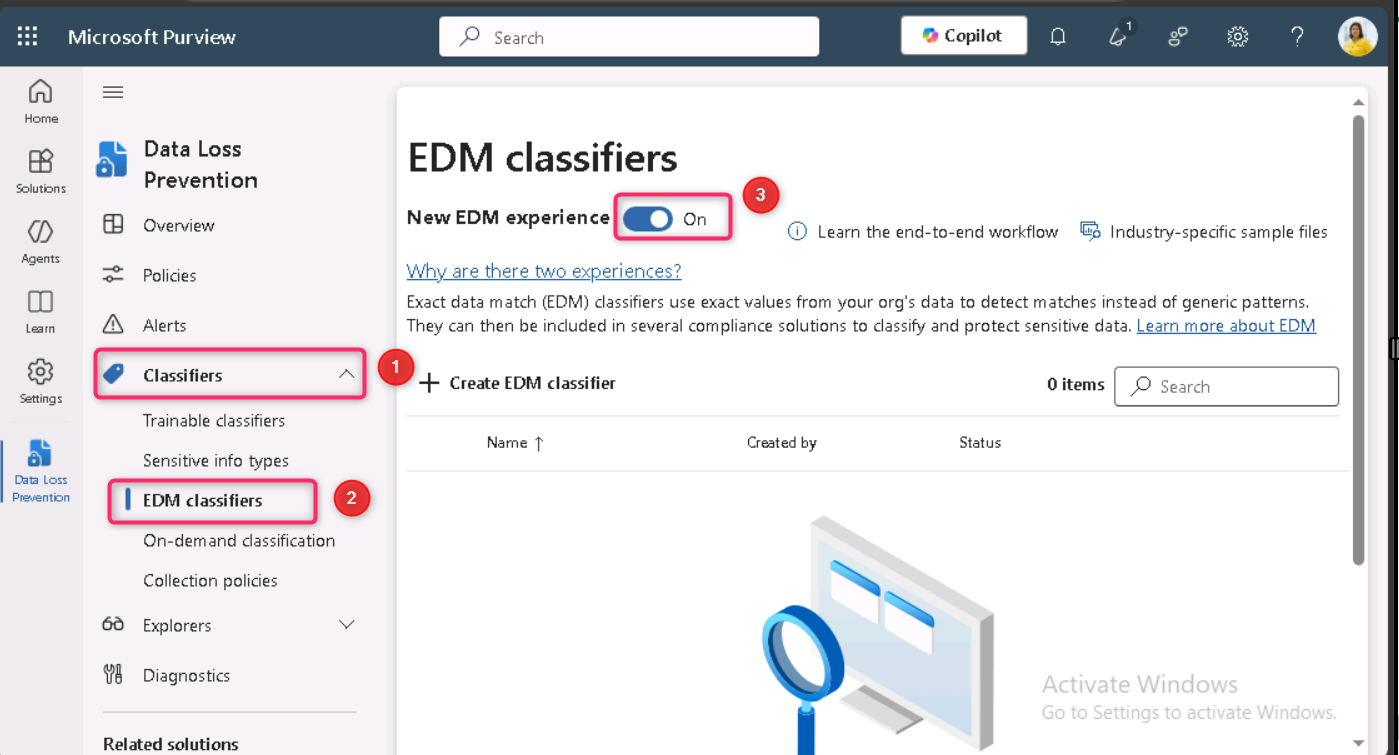 Microsoft Purview
Search
Copilot
1
Home
Solutions
Agents
Learn
Settings
Data Loss
Prevention
Data Loss
Prevention
Overview
Policies
Alerts
Classifiers
1
Trainable classifiers
Sensitive info types
EDM classifiers
2
On-demand classification
Collection policies
Explorers
Diagnostics
Related solutions
EDM classifiers
New EDM experience
On
3
Learn the end-to-end workflow
Industry-specific sample files
Why are there two experiences?
Exact data match (EDM) classifiers use exact values from your org's data to detect matches instead of generic patterns.
They can then be included in several compliance solutions to classify and protect sensitive data. Learn more about EDM
+ Create EDM classifier
0 items
Search
Name ↑
Created by
Status
Activate Windows
Go to Settings to activate Windows.